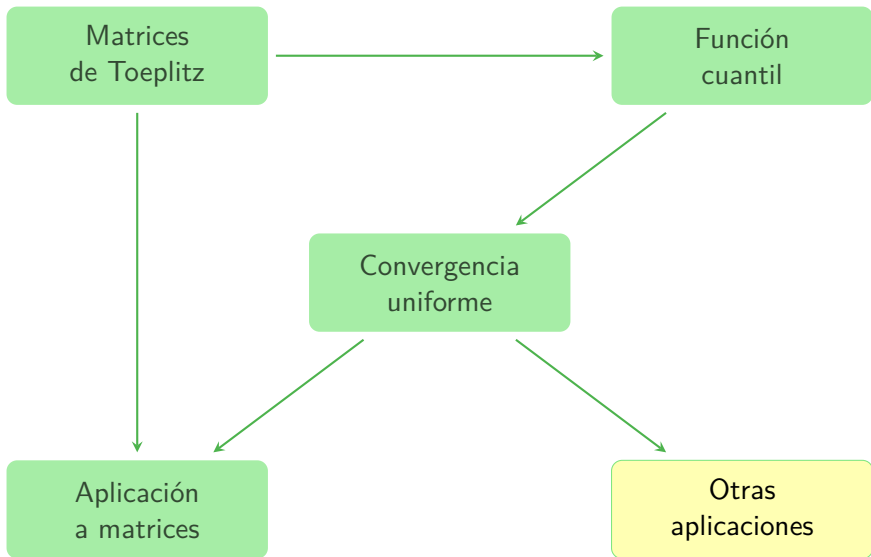 Matrices
de Toeplitz
Función
cuantil
Convergencia
uniforme
Aplicación
a matrices
Otras
aplicaciones